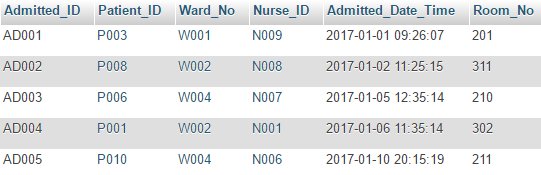 Admitted_ID Patient_ID Ward_No Nurse_ID Admitted_Date_Time Room_No
AD001 P003 W001 N009 2017-01-01 09:26:07 201
AD002 P008 W002 N008 2017-01-02 11:25:15 311
AD003 P006 W004 N007 2017-01-05 12:35:14 210
AD004 P001 W002 N001 2017-01-06 11:35:14 302
AD005 P010 W004 N006 2017-01-10 20:15:19 211